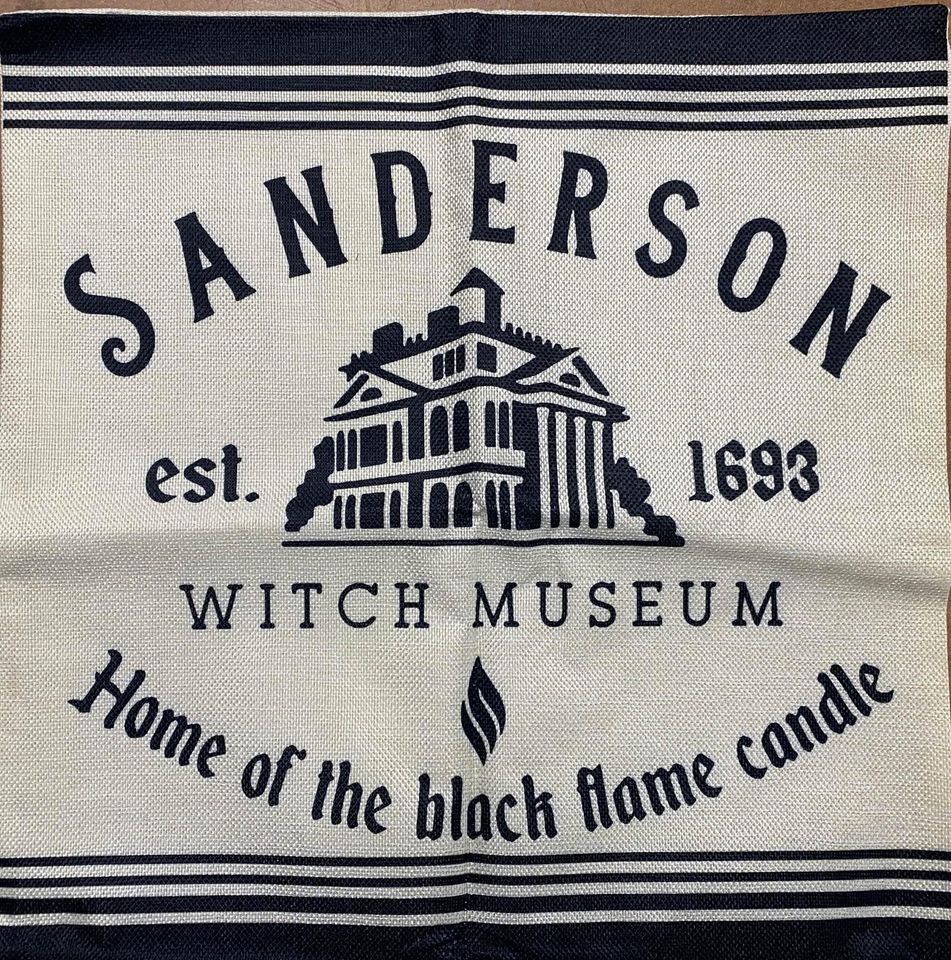 SANDERSON
est. 1693
WITCH MUSEUM
Home of the black flame candle